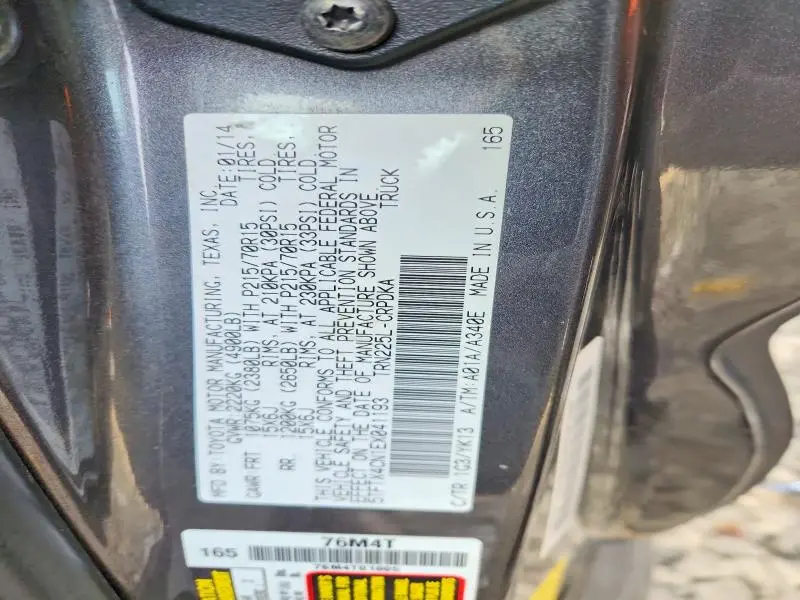 MFD BY TOYOTA MOTOR MANUFACTURING, TEXAS, INC.
GVWR 2220KG (4900LB) DATE:01/14
GAWR FRT 1075KG (2380LB) WITH P215/70R15 TIRES,
15X6J RIMS, AT 210KPA (30PSI) COLD
RR 1200KG (2650LB) WITH P215/70R15 TIRES,
15X6J RIMS, AT 230KPA (33PSI) COLD
THIS VEHICLE CONFORMS TO ALL APPLICABLE FEDERAL MOTOR
VEHICLE SAFETY AND THEFT PREVENTION STANDARDS IN
EFFECT ON THE DATE OF MANUFACTURE SHOWN ABOVE.
5TFTX4CN1EX041193 TRUCK
TRN225L-CRPDKA
C/TR:1G3/YK13 A/TM:A01A/A340E MADE IN U.S.A. 165
76M4T
165